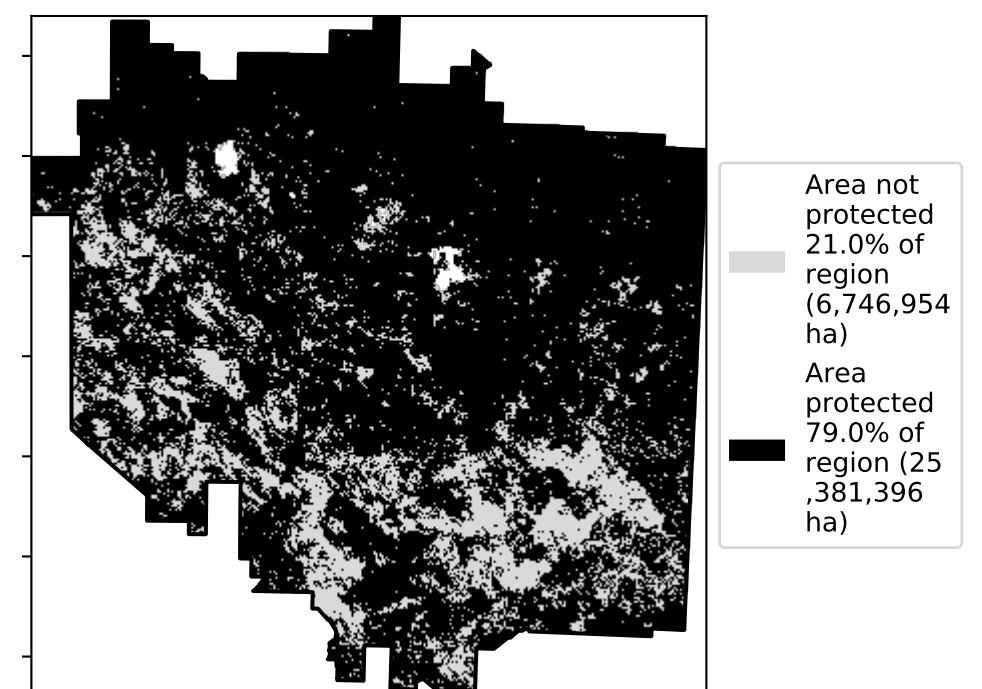 Area not
protected
21.0% of
region
(6,746,954
ha)
Area
protected
79.0% of
region (25
,381,396
ha)